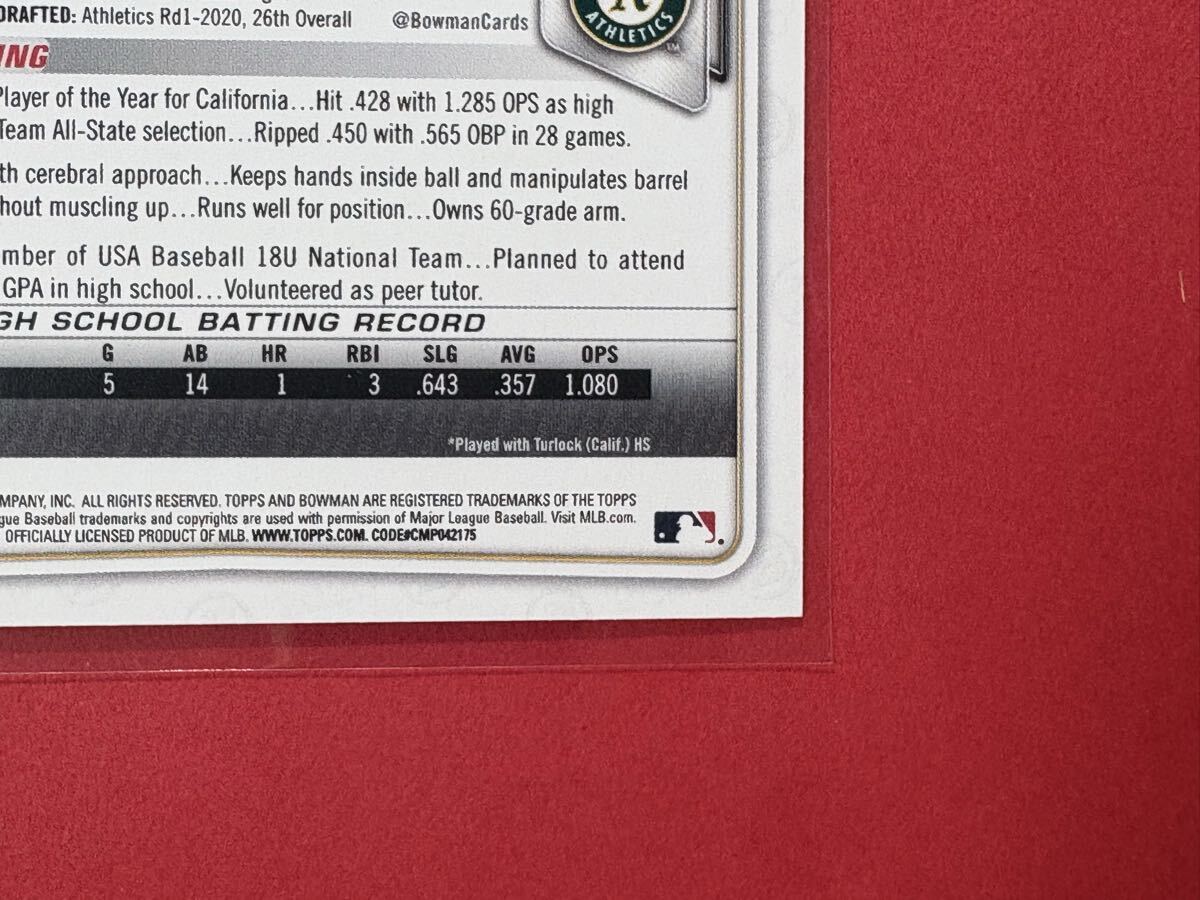 DRAFTED: Athletics Rd1-2020, 26th Overall @BowmanCards
ATHLETICS
TM
ING
Player of the Year for California...Hit .428 with 1.285 OPS as high
Team All-State selection...Ripped .450 with .565 OBP in 28 games.
th cerebral approach...Keeps hands inside ball and manipulates barrel
hout muscling up...Runs well for position...Owns 60-grade arm.
mber of USA Baseball 18U National Team...Planned to attend
GPA in high school...Volunteered as peer tutor.
GH SCHOOL BATTING RECORD
G AB HR RBI SLG AVG OPS
5 14 1 3 .643 .357 1.080
*Played with Turlock (Calif.) HS
MPANY, INC. ALL RIGHTS RESERVED. TOPPS AND BOWMAN ARE REGISTERED TRADEMARKS OF THE TOPPS
gue Baseball trademarks and copyrights are used with permission of Major League Baseball. Visit MLB.com.
OFFICIALLY LICENSED PRODUCT OF MLB. WWW.TOPPS.COM. CODE#CMP042175